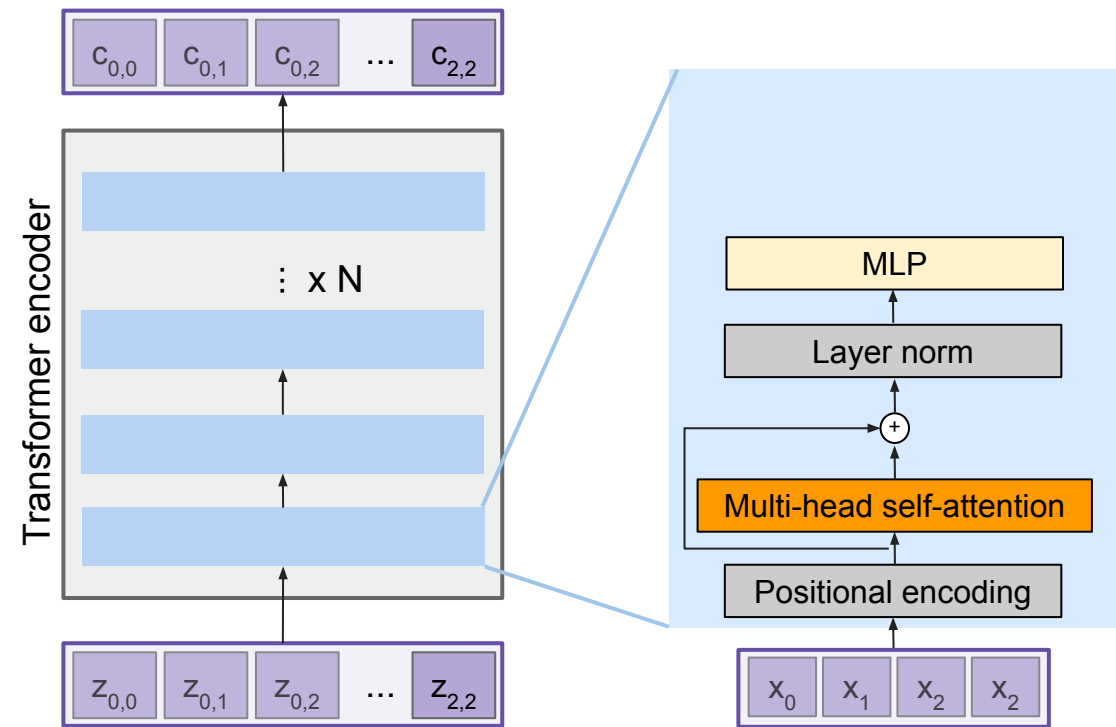 c0,0 c0,1 c0,2 ... c2,2
Transformer encoder
⋮ x N
z0,0 z0,1 z0,2 ... z2,2
MLP
Layer norm
+
Multi-head self-attention
Positional encoding
x0 x1 x2 x2